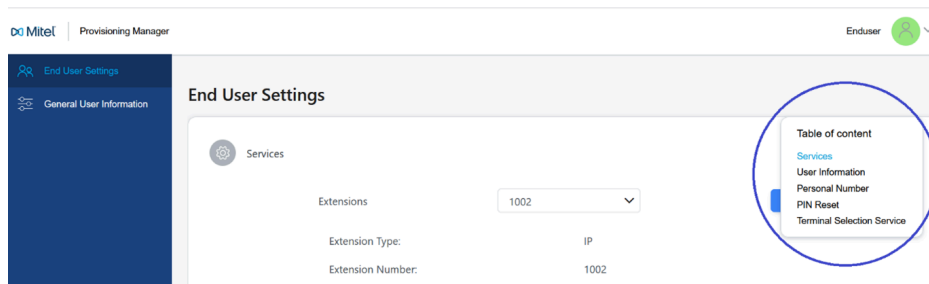 Mitel Provisioning Manager
Enduser
End User Settings
General User Information
End User Settings
Services
Extensions
1002
Extension Type:
IP
Extension Number:
1002
Table of content
Services
User Information
Personal Number
PIN Reset
Terminal Selection Service